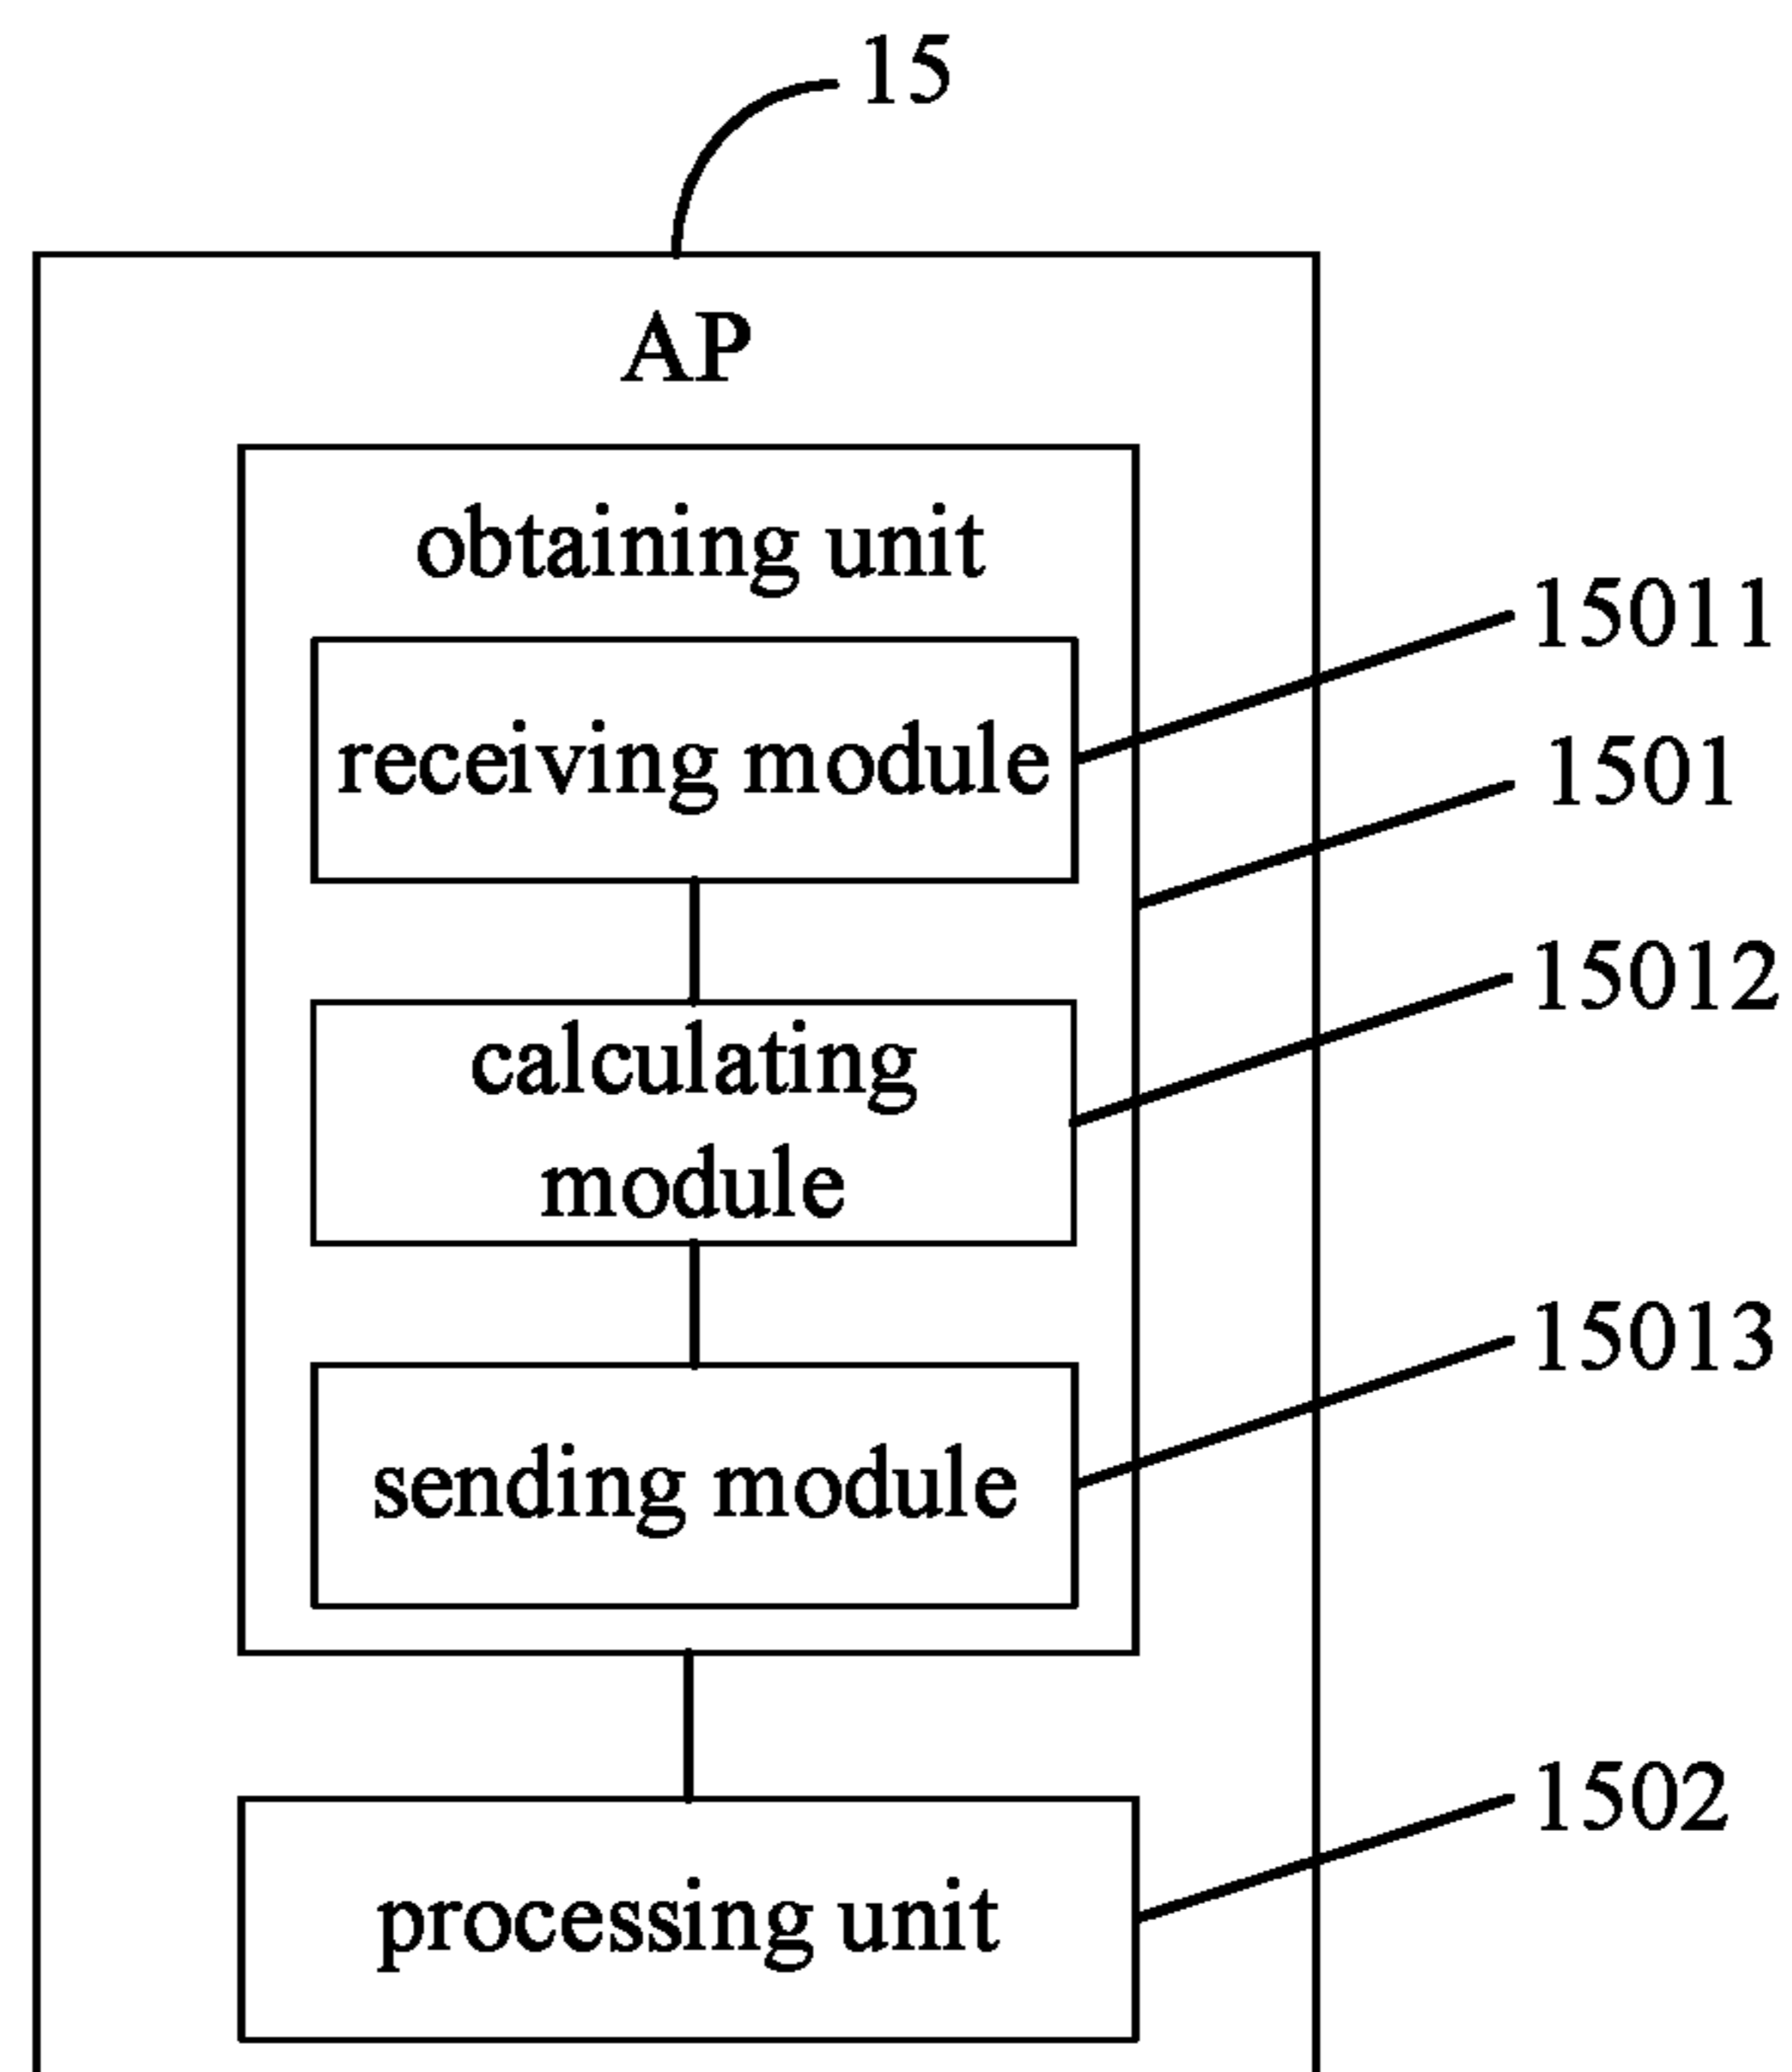 15
AP
obtaining unit
15011
receiving module
1501
15012
calculating
module
15013
sending module
1502
processing unit